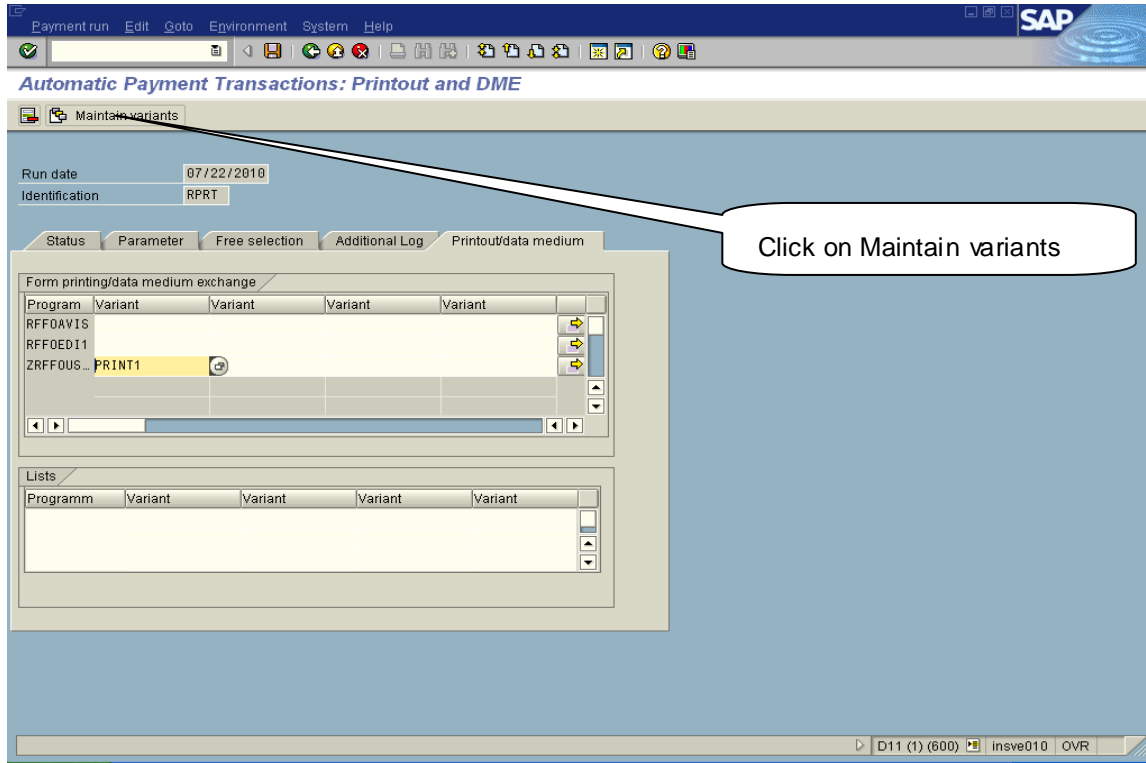 Payment run Edit Goto Environment System Help
SAP
Automatic Payment Transactions: Printout and DME
Maintain variants
Run date 07/22/2010
Identification RPRT
Click on Maintain variants
Status Parameter Free selection Additional Log Printout/data medium
Form printing/data medium exchange
Program Variant Variant Variant Variant
RFFOAVIS
RFFOEDI1
ZRFFOUS… PRINT1
Lists
Programm Variant Variant Variant Variant
D11 (1) (600) insve010 OVR